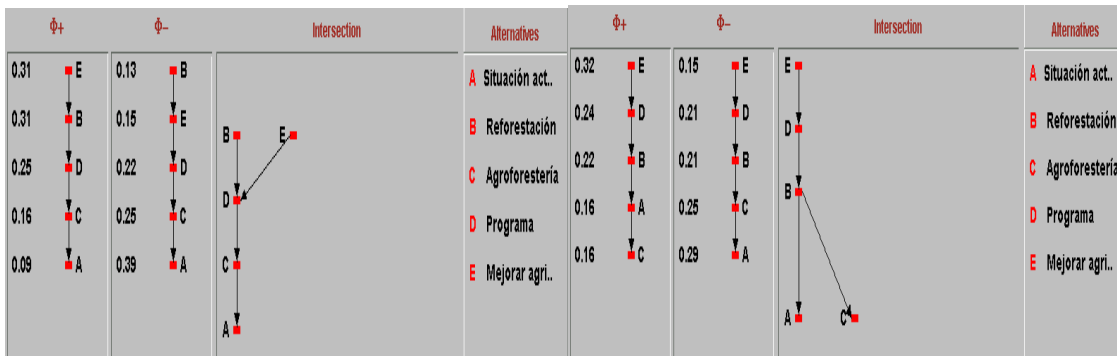 Φ+ Φ− Intersection Alternatives
0.31 E 0.13 B
0.31 B 0.15 E
0.25 D 0.22 D
0.16 C 0.25 C
0.09 A 0.39 A
B E
D
C
A
A Situación act..
B Reforestación
C Agroforestería
D Programa
E Mejorar agri..
Φ+ Φ− Intersection Alternatives
0.32 E 0.15 E
0.24 D 0.21 D
0.22 B 0.21 B
0.16 A 0.25 C
0.16 C 0.29 A
E
D
B
A C
A Situación act..
B Reforestación
C Agroforestería
D Programa
E Mejorar agri..